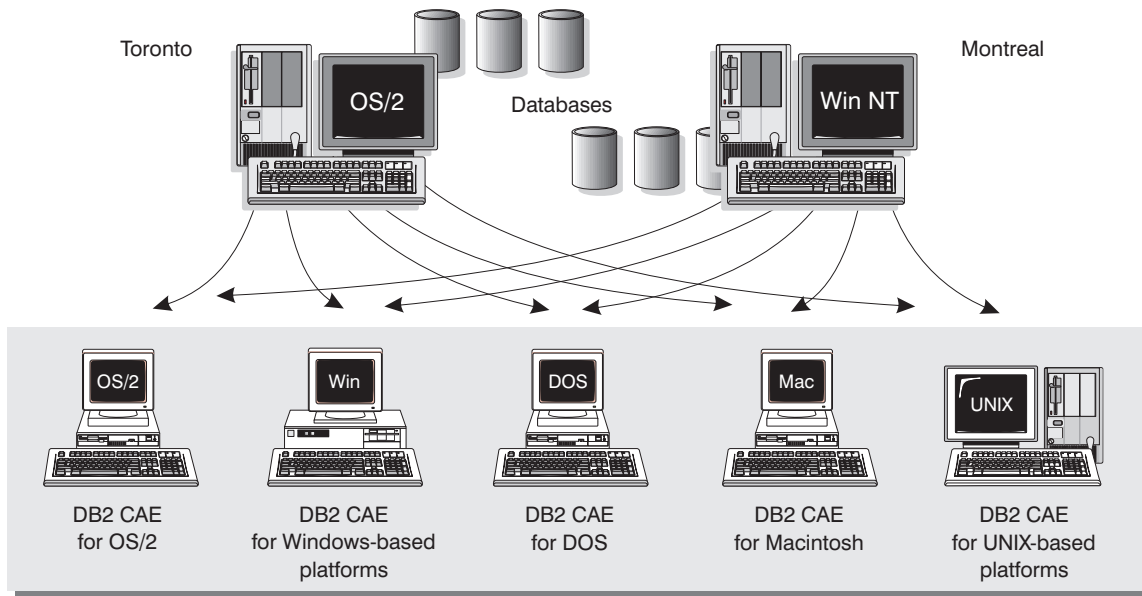 Toronto
Montreal
OS/2
Win NT
Databases
OS/2
Win
DOS
Mac
UNIX
DB2 CAE
for OS/2
DB2 CAE
for Windows-based
platforms
DB2 CAE
for DOS
DB2 CAE
for Macintosh
DB2 CAE
for UNIX-based
platforms